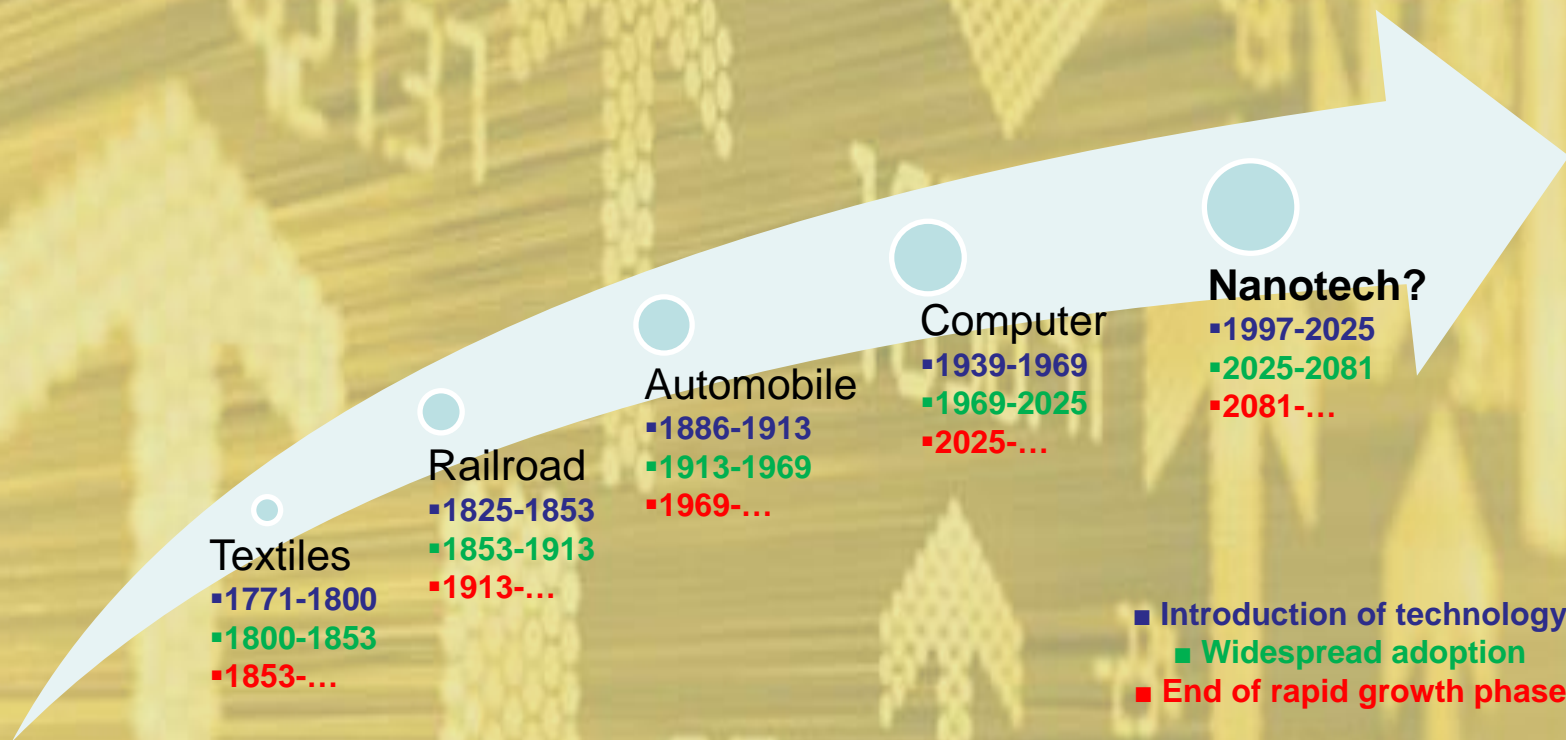 Textiles
▪1771-1800
▪1800-1853
▪1853-…
Railroad
▪1825-1853
▪1853-1913
▪1913-…
Automobile
▪1886-1913
▪1913-1969
▪1969-…
Computer
▪1939-1969
▪1969-2025
▪2025-…
Nanotech?
▪1997-2025
▪2025-2081
▪2081-…
■ Introduction of technology
■ Widespread adoption
■ End of rapid growth phase